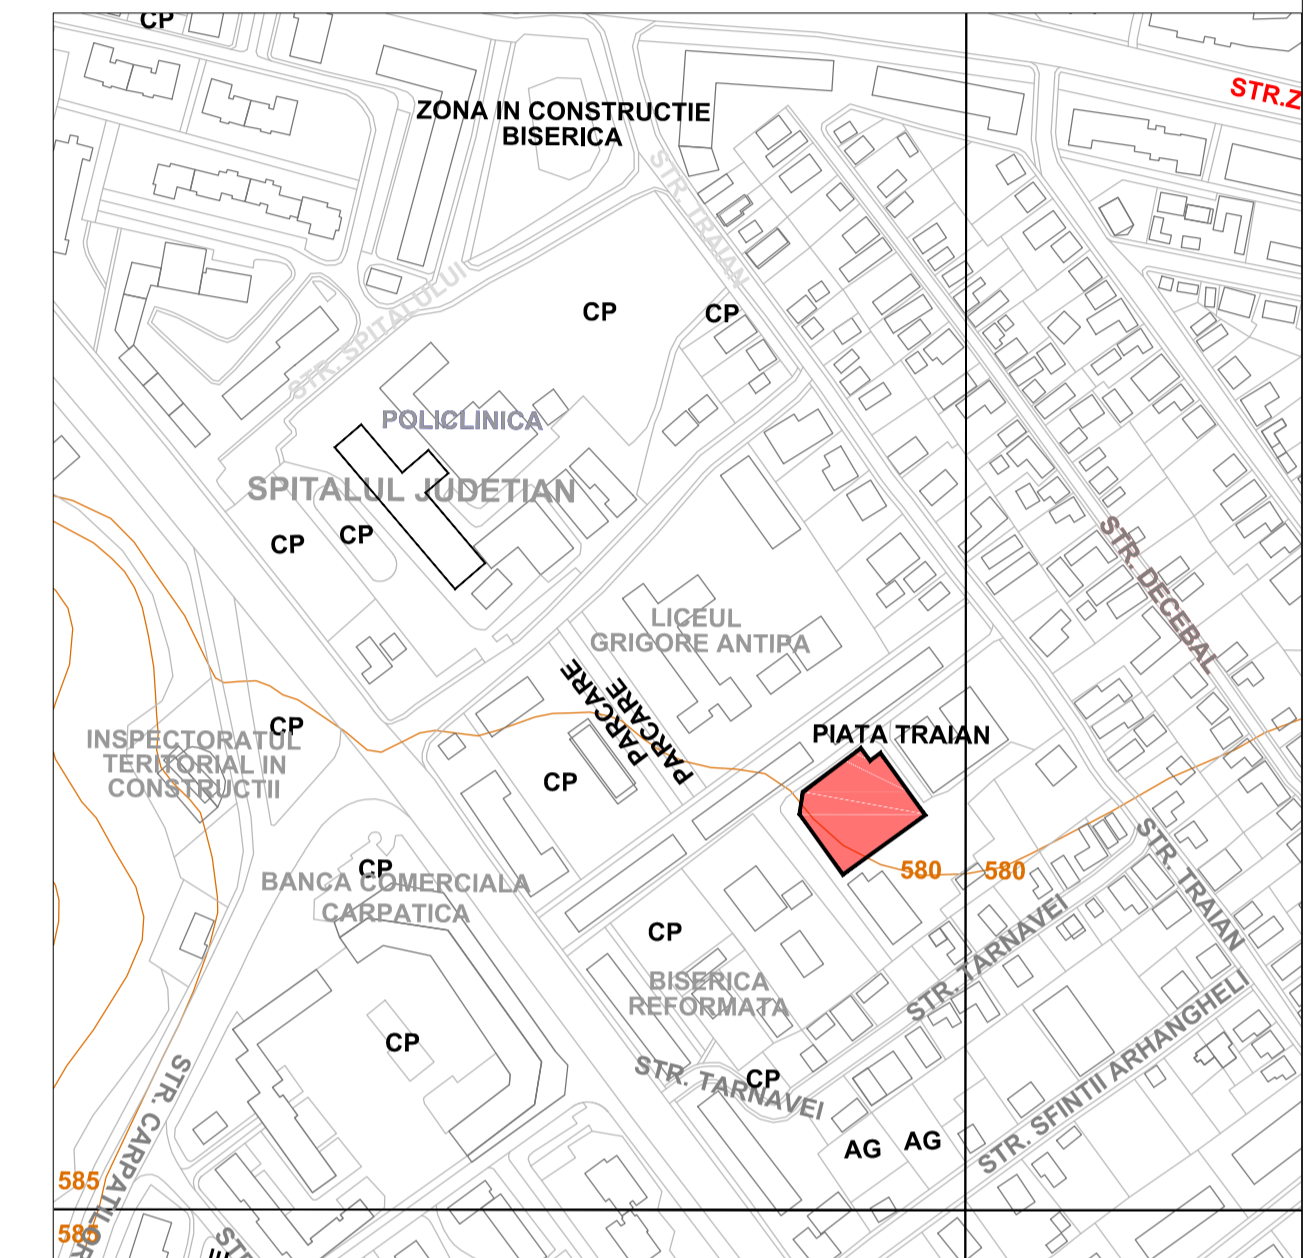 CP
STR.Z
ZONA IN CONSTRUCTIE
BISERICA
STR. TRAIAN
STR. SPITALULUI
CP
CP
POLICLINICA
SPITALUL JUDETIAN
CP
CP
STR. DECEBAL
LICEUL
GRIGORE ANTIPA
PARCARE
PARCARE
CP
INSPECTORATUL
TERITORIAL IN
CONSTRUCTII
PIATA TRAIAN
CP
580
580
CP
BANCA COMERCIALA
CARPATICA
STR. TRAIAN
CP
STR. TARNAVEI
BISERICA
REFORMATA
STR. SFINTII ARHANGHELI
CP
STR. TARNAVEI
CP
AG
AG
STR. CARPATILOR
585
585
STR